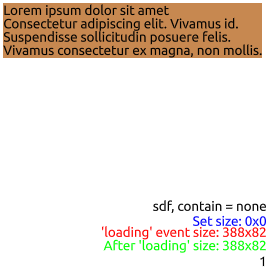 Lorem ipsum dolor sit amet
Consectetur adipiscing elit. Vivamus id.
Suspendisse sollicitudin posuere felis.
Vivamus consectetur ex magna, non mollis.
sdf, contain = none
Set size: 0x0
'loading' event size: 388x82
After 'loading' size: 388x82
1